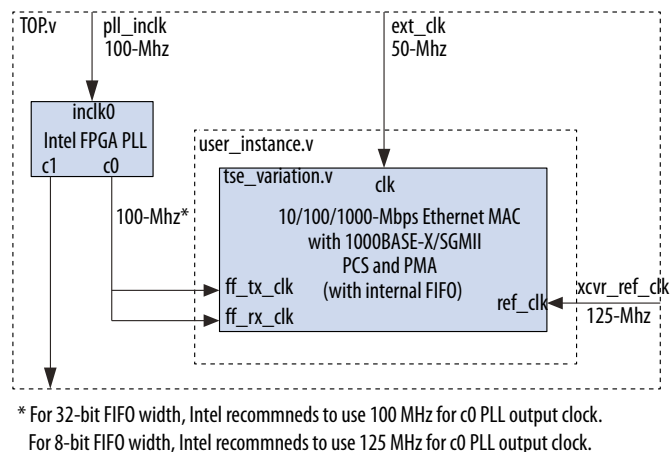 TOP.v
pll_inclk
100-Mhz
ext_clk
50-Mhz
inclk0
Intel FPGA PLL
c1
c0
user_instance.v
tse_variation.v
clk
100-Mhz*
10/100/1000-Mbps Ethernet MAC
with 1000BASE-X/SGMII
PCS and PMA
(with internal FIFO)
ff_tx_clk
ff_rx_clk
ref_clk
xcvr_ref_clk
125-Mhz
* For 32-bit FIFO width, Intel recommneds to use 100 MHz for c0 PLL output clock.
For 8-bit FIFO width, Intel recommneds to use 125 MHz for c0 PLL output clock.